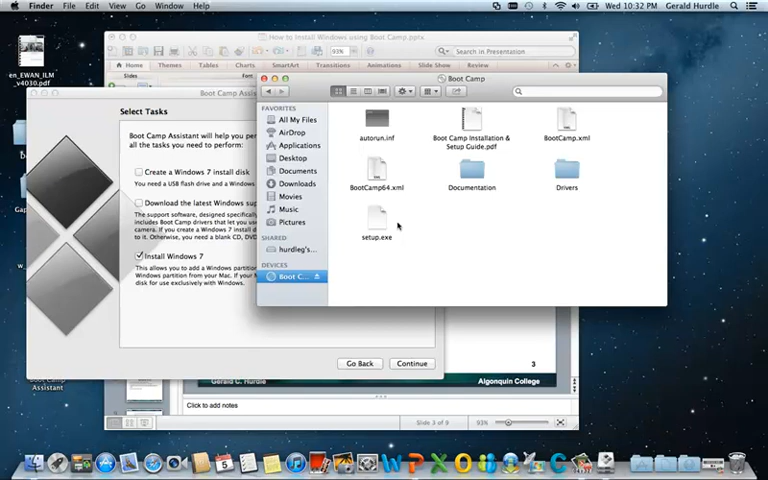 Finder File Edit View Go Window Help
Wed 10:32 PM Gerald Hurdle
en_EWAN_ILM
_v4030.pdf
How to Install Windows using Boot Camp.pptx
93%
Search in Presentation
Home Themes Tables Charts SmartArt Transitions Animations Slide Show Review
Slides
Boot Camp Ass
Select Tasks
Boot Camp Assistant will help you per
all the tasks you need to perform:
Create a Windows 7 install disk
You need a USB flash drive and a Windows
Download the latest Windows sup
The support software, designed specifical
includes Boot Camp drivers that let you use
camera. If you create a Windows 7 install d
to it. Otherwise, you need a blank CD, DVD
Install Windows 7
This allows you to add a Windows partition
Windows partition from your Mac. If your M
disk for use exclusively with Windows.
Go Back
Continue
Boot Camp
FAVORITES
All My Files
AirDrop
Applications
Desktop
Documents
Downloads
Movies
Music
Pictures
SHARED
hurdleg's...
DEVICES
Boot C...
autorun.inf
Boot Camp Installation &
Setup Guide.pdf
BootCamp.xml
BootCamp64.xml
Documentation
Drivers
setup.exe
Boot Camp
Assistant
3
Gerald C. Hurdle
Algonquin College
Click to add notes
Slide 3 of 9
93%